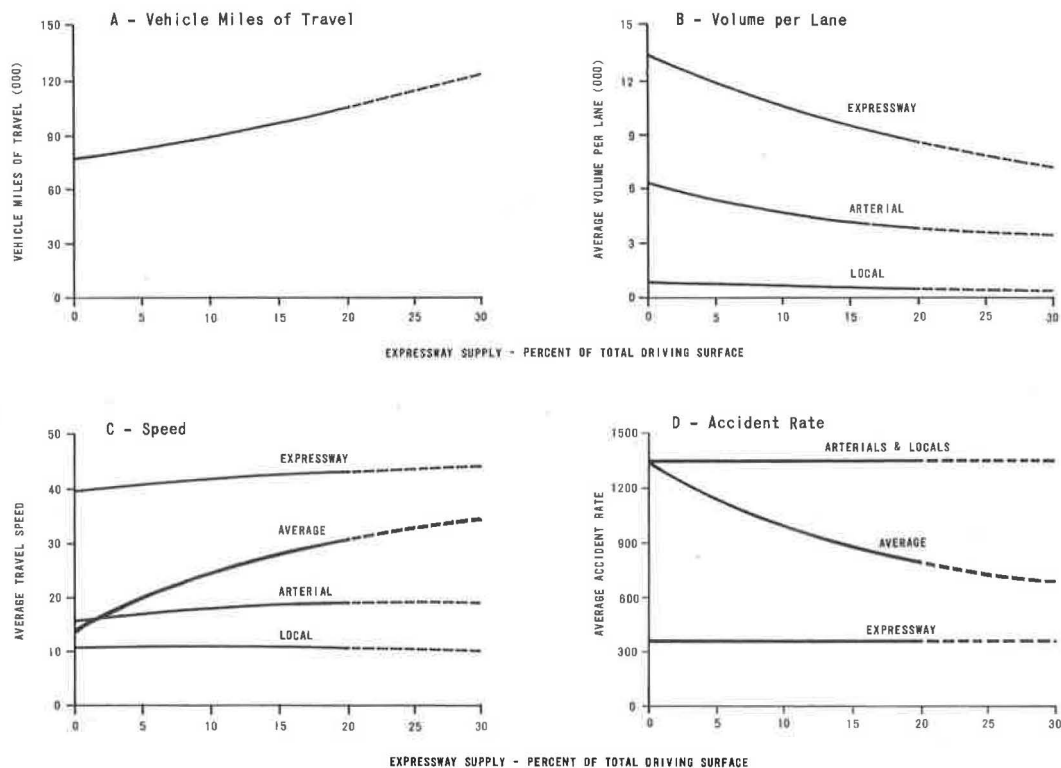 A - Vehicle Miles of Travel
VEHICLE MILES OF TRAVEL (000)
150
120
90
60
30
0
0 5 10 15 20 25 30
B - Volume per Lane
AVERAGE VOLUME PER LANE (000)
15
12
9
6
3
0
EXPRESSWAY
ARTERIAL
LOCAL
0 5 10 15 20 25 30
EXPRESSWAY SUPPLY - PERCENT OF TOTAL DRIVING SURFACE
C - Speed
AVERAGE TRAVEL SPEED
50
40
30
20
10
0
EXPRESSWAY
AVERAGE
ARTERIAL
LOCAL
0 5 10 15 20 25 30
D - Accident Rate
AVERAGE ACCIDENT RATE
1500
1200
900
600
300
0
ARTERIALS & LOCALS
AVERAGE
EXPRESSWAY
0 5 10 15 20 25 30
EXPRESSWAY SUPPLY - PERCENT OF TOTAL DRIVING SURFACE